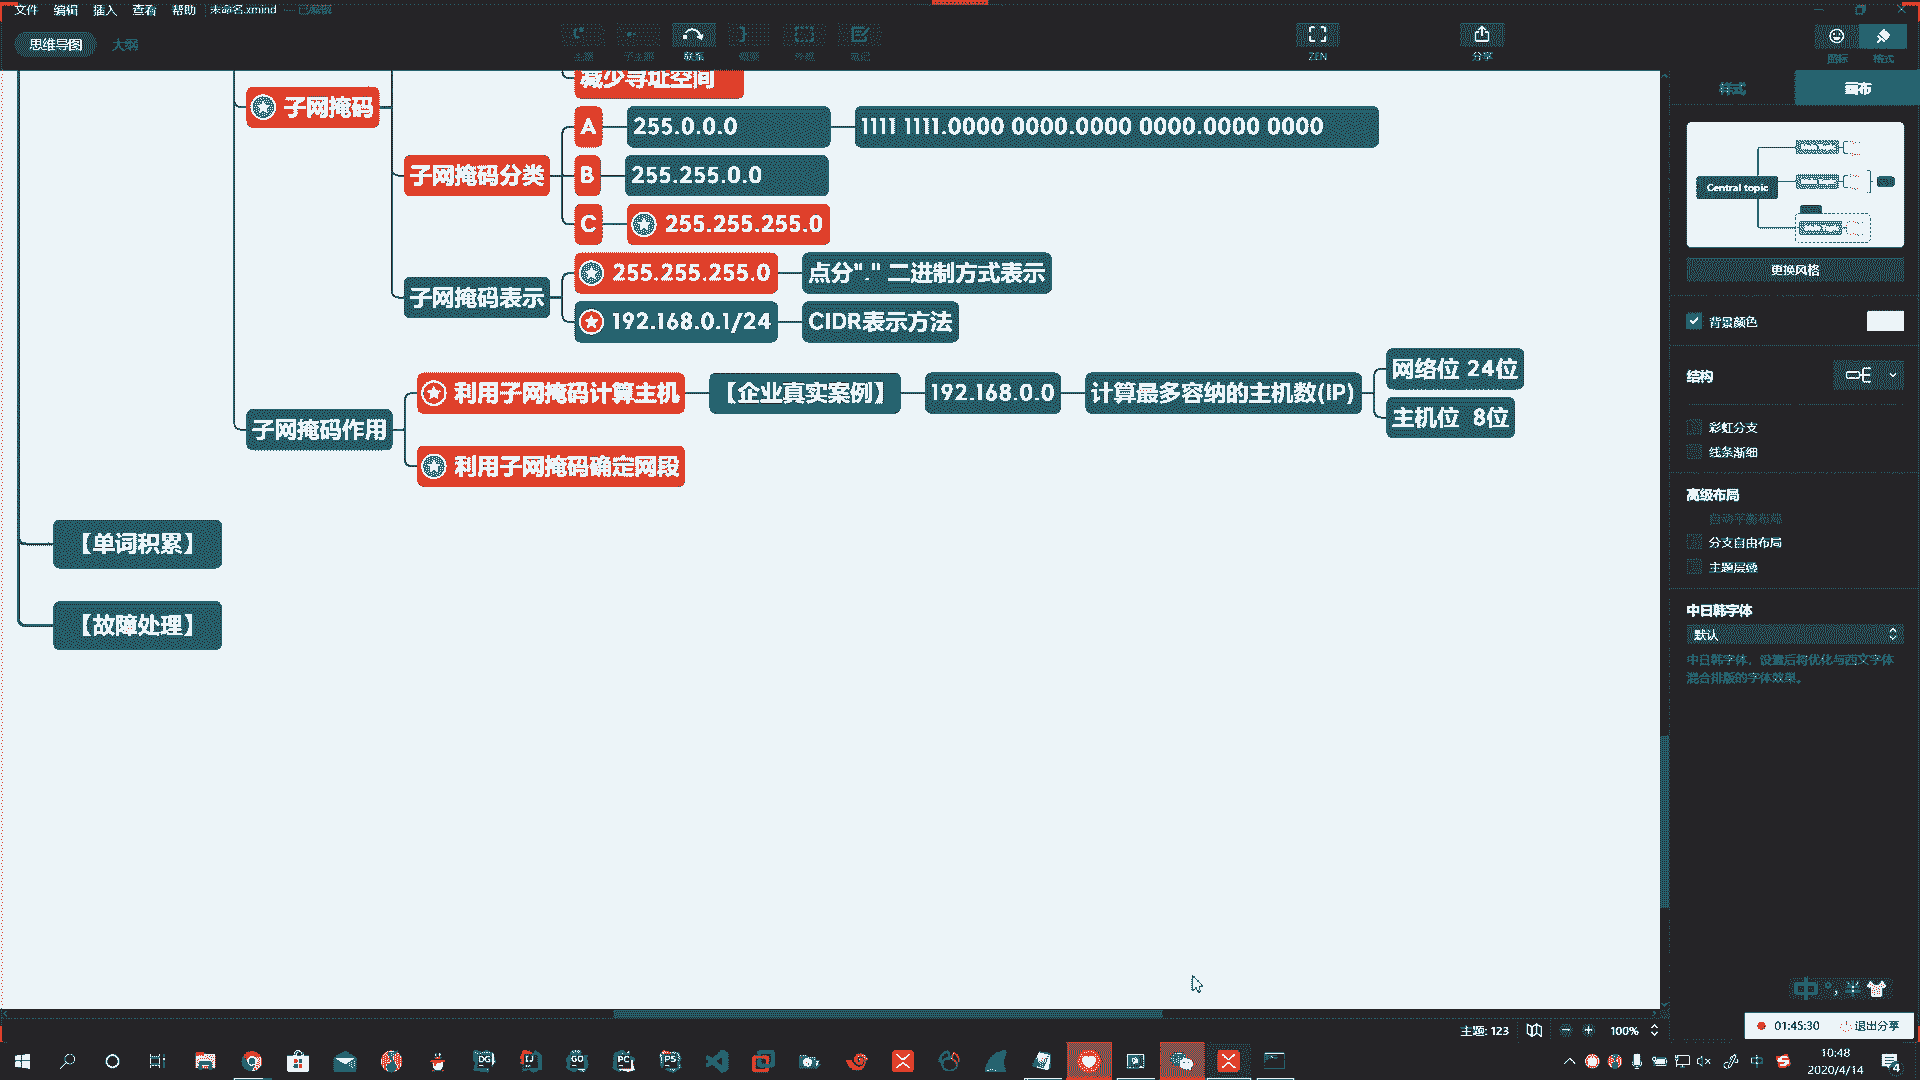 文件 编辑 插入 查看 帮助 未命名.xmind — 已编辑
思维导图 大纲
主题 子主题 联系 概要 外框 笔记 ZEN 分享 图标 格式
样式 画布
减少寻址空间
子网掩码
A 255.0.0.0 1111 1111.0000 0000.0000 0000.0000 0000
子网掩码分类 B 255.255.0.0
C 255.255.255.0
255.255.255.0 点分"." 二进制方式表示
子网掩码表示
192.168.0.1/24 CIDR表示方法
网络位 24位
利用子网掩码计算主机 【企业真实案例】 192.168.0.0 计算最多容纳的主机数(IP)
主机位 8位
子网掩码作用
利用子网掩码确定网段
【单词积累】
【故障处理】
Central topic
更换风格
背景颜色
结构
彩虹分支
线条渐细
高级布局
自动平衡布局
分支自由布局
主题层叠
中日韩字体
默认
中日韩字体，设置后将优化与西文字体
混合排版的字体效果。
中 °,
主题: 123 100%
01:45:30 退出分享
DG IJ GO PC PS
中
10:48
2020/4/14
4